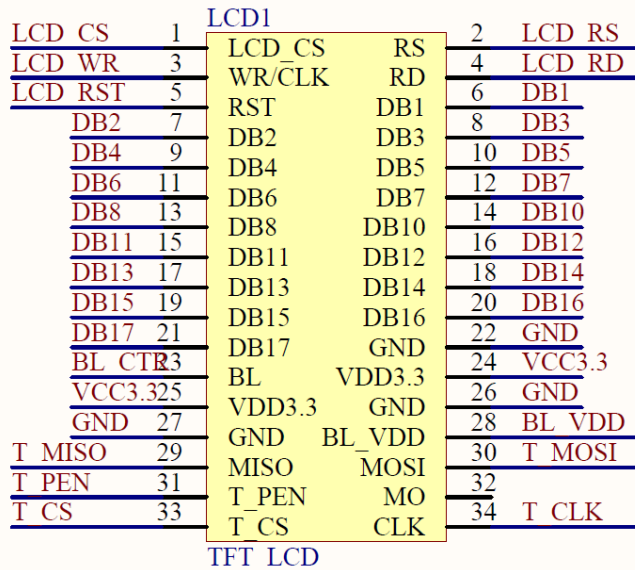 LCD1
LCD_CS 1 LCD_CS RS 2 LCD_RS
LCD_WR 3 WR/CLK RD 4 LCD_RD
LCD_RST 5 RST DB1 6 DB1
DB2 7 DB2 DB3 8 DB3
DB4 9 DB4 DB5 10 DB5
DB6 11 DB6 DB7 12 DB7
DB8 13 DB8 DB10 14 DB10
DB11 15 DB11 DB12 16 DB12
DB13 17 DB13 DB14 18 DB14
DB15 19 DB15 DB16 20 DB16
DB17 21 DB17 GND 22 GND
BL_CTR 23 BL VDD3.3 24 VCC3.3
VCC3.3 25 VDD3.3 GND 26 GND
GND 27 GND BL_VDD 28 BL_VDD
T_MISO 29 MISO MOSI 30 T_MOSI
T_PEN 31 T_PEN MO 32
T_CS 33 T_CS CLK 34 T_CLK
TFT_LCD